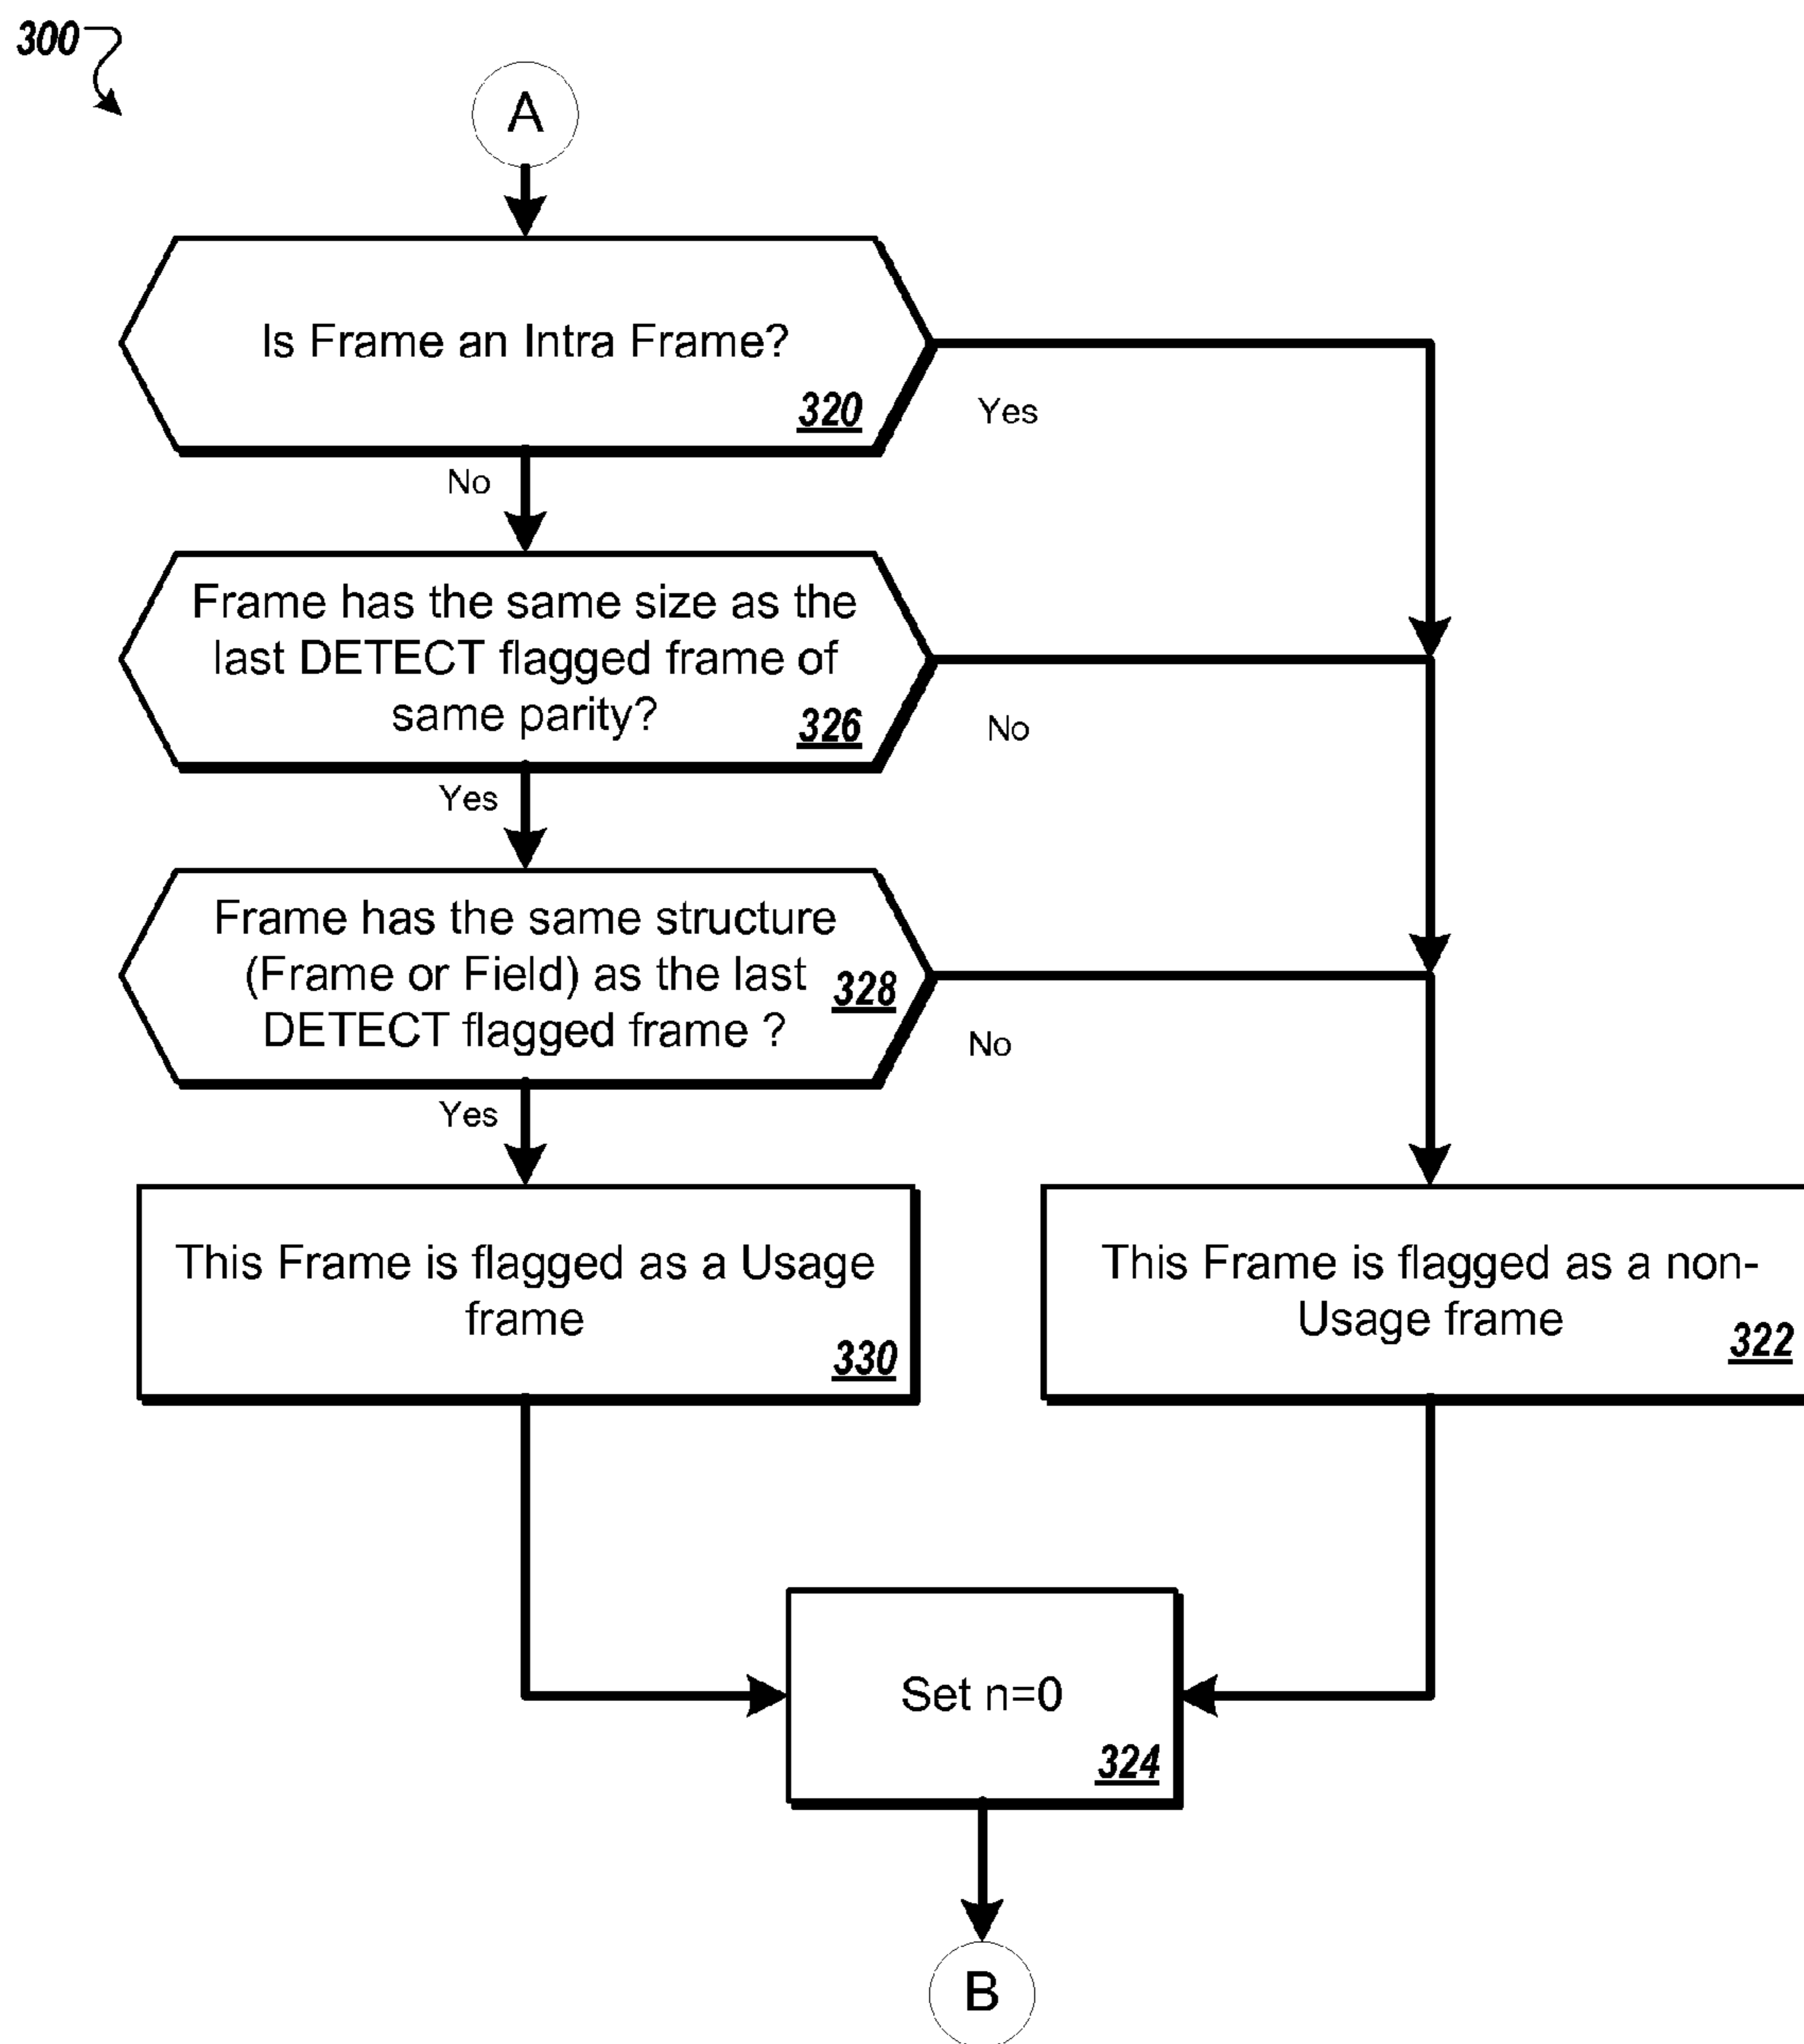 300
A
Is Frame an Intra Frame?
320
Yes
No
Frame has the same size as the
last DETECT flagged frame of
same parity?
326
No
Yes
Frame has the same structure
(Frame or Field) as the last
328
DETECT flagged frame ?
No
Yes
This Frame is flagged as a Usage
frame
330
This Frame is flagged as a non-
Usage frame
322
Set n=0
324
B